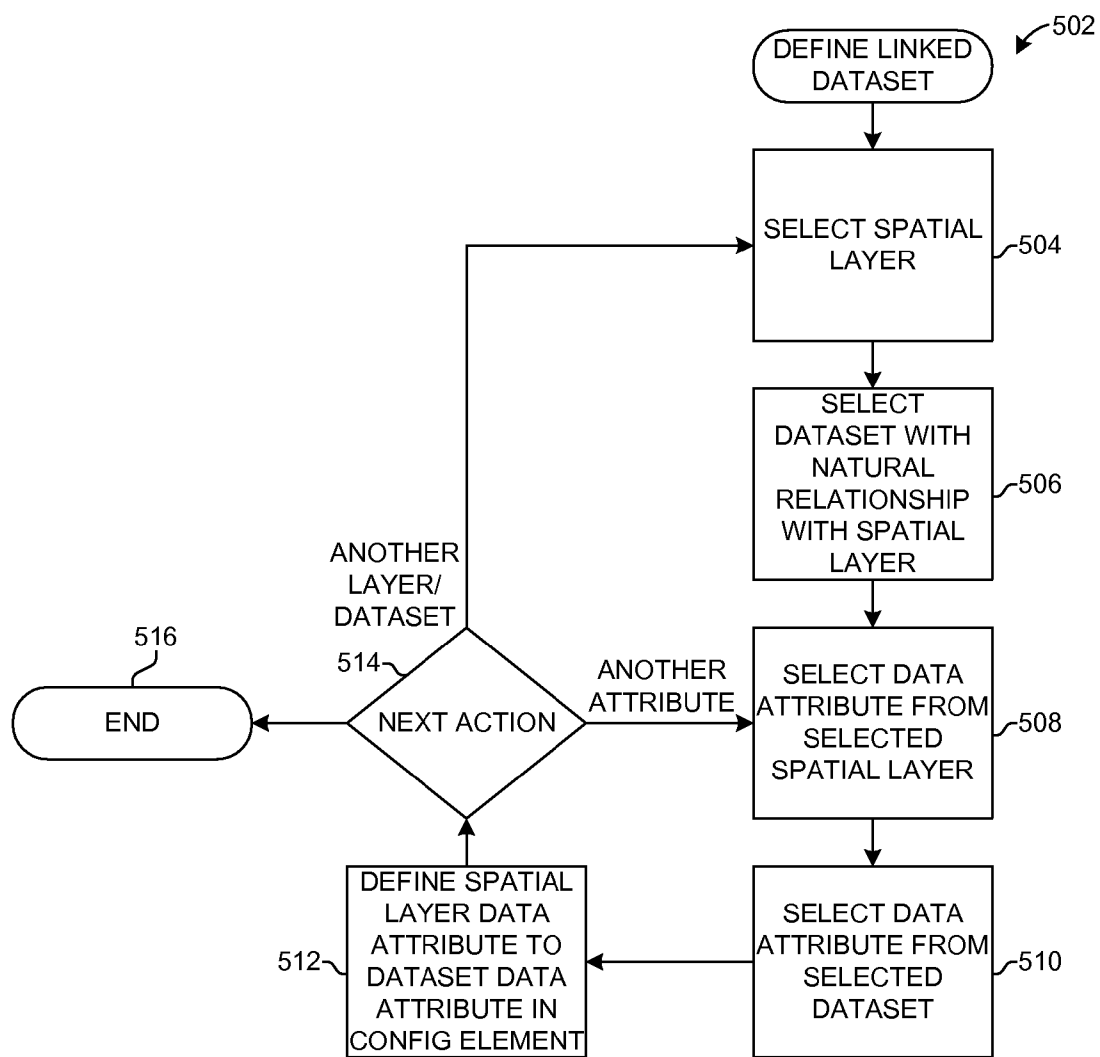 502
DEFINE LINKED
DATASET
SELECT SPATIAL
LAYER
504
SELECT
DATASET WITH
NATURAL
RELATIONSHIP
WITH SPATIAL
LAYER
506
ANOTHER
LAYER/
DATASET
516
END
514
NEXT ACTION
ANOTHER
ATTRIBUTE
SELECT DATA
ATTRIBUTE FROM
SELECTED
SPATIAL LAYER
508
DEFINE SPATIAL
LAYER DATA
ATTRIBUTE TO
DATASET DATA
ATTRIBUTE IN
CONFIG ELEMENT
512
SELECT DATA
ATTRIBUTE FROM
SELECTED
DATASET
510